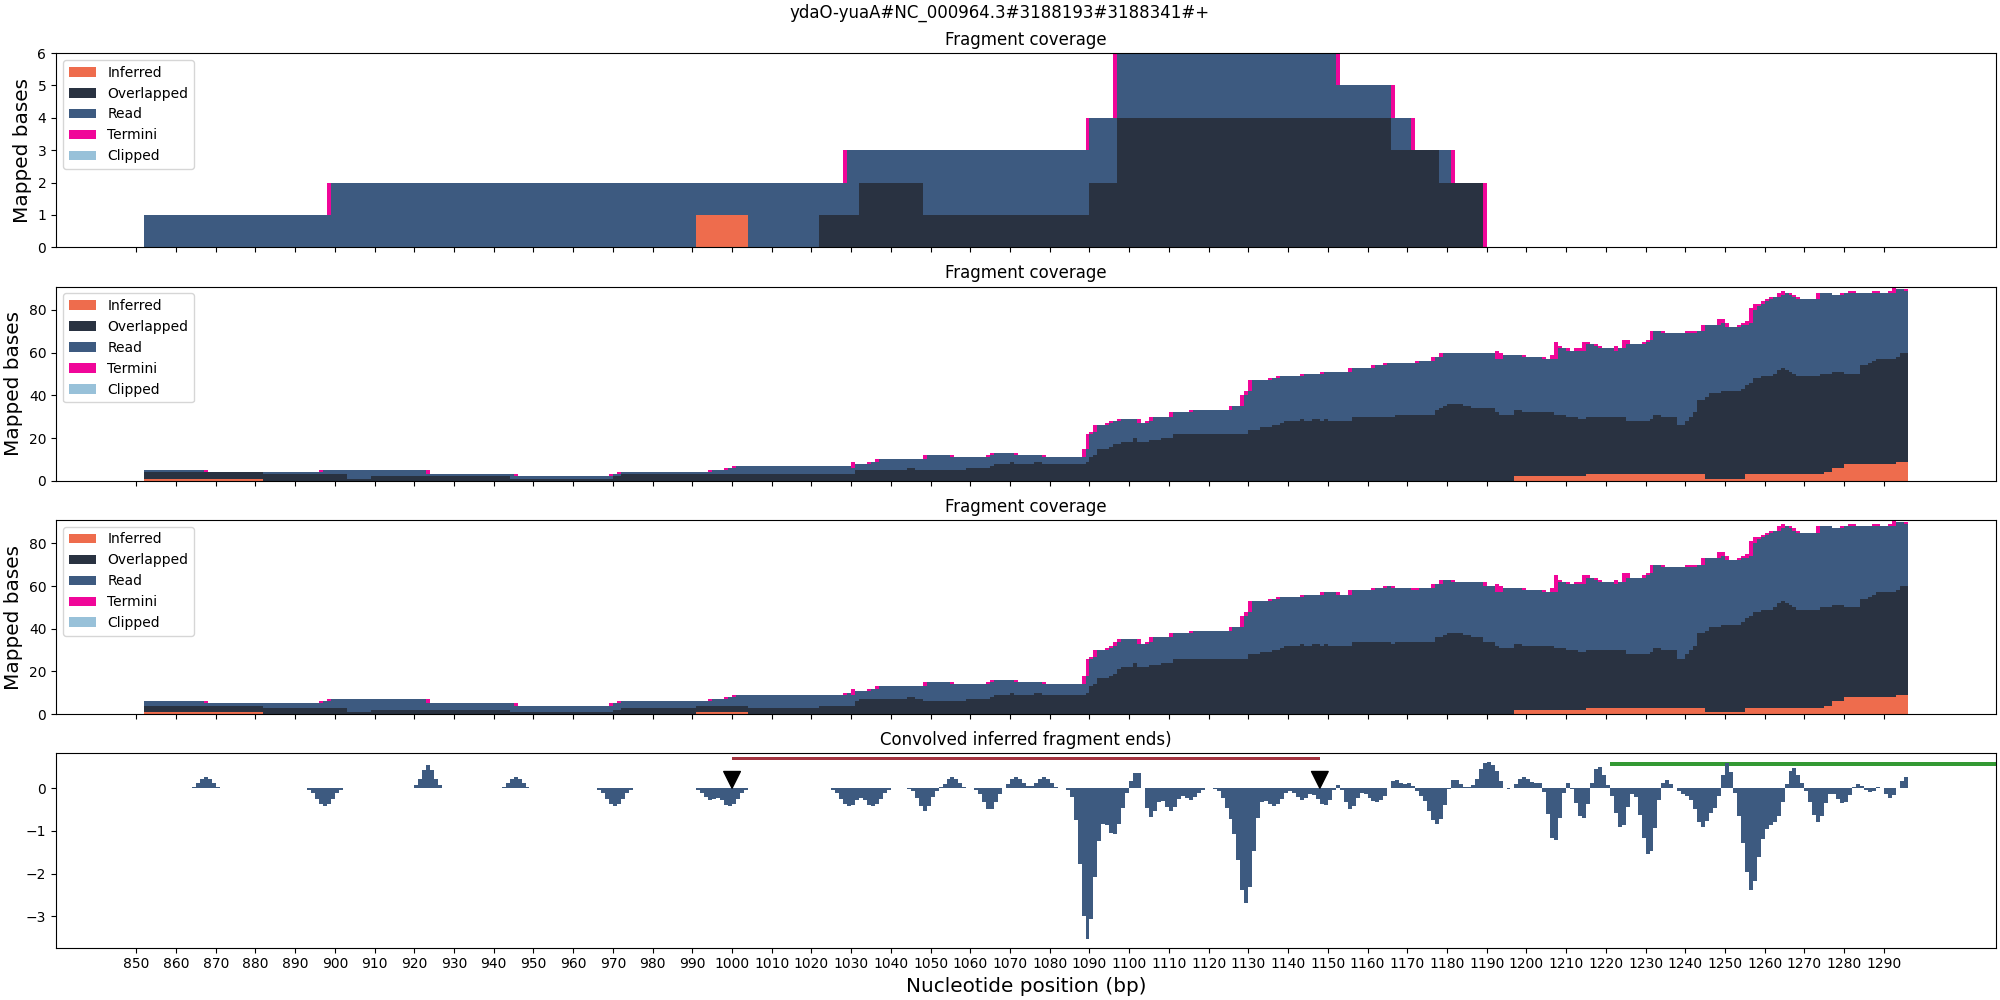 ydaO-yuaA#NC_000964.3#3188193#3188341#+
Fragment coverage
Mapped bases
6
5
4
3
2
1
0
Inferred
Overlapped
Read
Termini
Clipped
Fragment coverage
Mapped bases
80
60
40
20
0
Inferred
Overlapped
Read
Termini
Clipped
Fragment coverage
Mapped bases
80
60
40
20
0
Inferred
Overlapped
Read
Termini
Clipped
Convolved inferred fragment ends)
0
−1
−2
−3
850 860 870 880 890 900 910 920 930 940 950 960 970 980 990 1000 1010 1020 1030 1040 1050 1060 1070 1080 1090 1100 1110 1120 1130 1140 1150 1160 1170 1180 1190 1200 1210 1220 1230 1240 1250 1260 1270 1280 1290
Nucleotide position (bp)